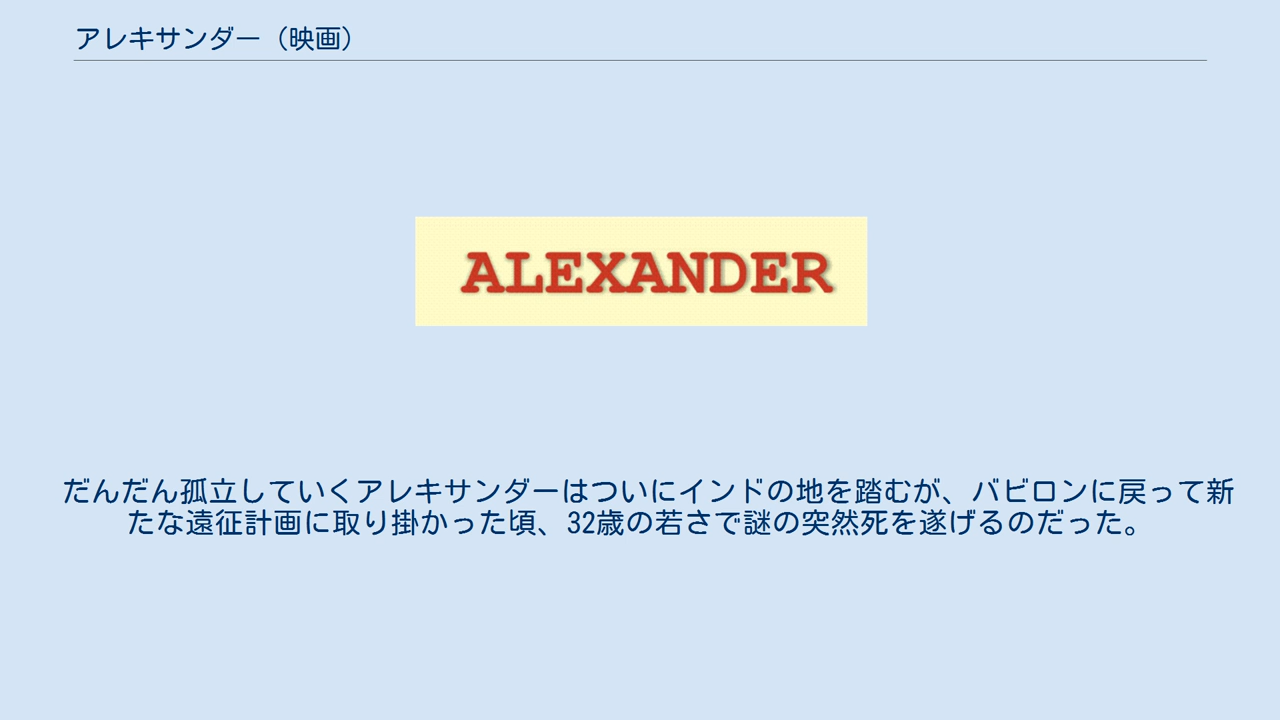 アレキサンダー（映画）
ALEXANDER
だんだん孤立していくアレキサンダーはついにインドの地を踏むが、バビロンに戻って新
たな遠征計画に取り掛かった頃、32歳の若さで謎の突然死を遂げるのだった。